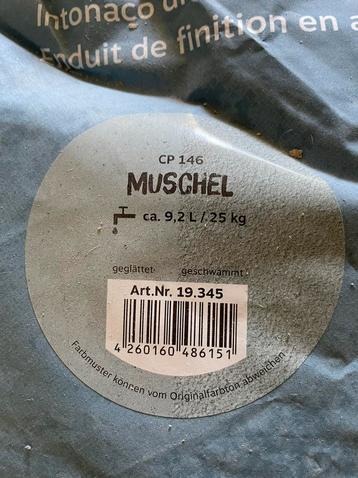 Intonaco di
Enduit de finition en a
CP 146
MUSCHEL
ca. 9,2 L / 25 kg
geglättet geschwämmt
Art.Nr. 19.345
4 260160 486151
Farbmuster können vom Originalfarbton abweichen